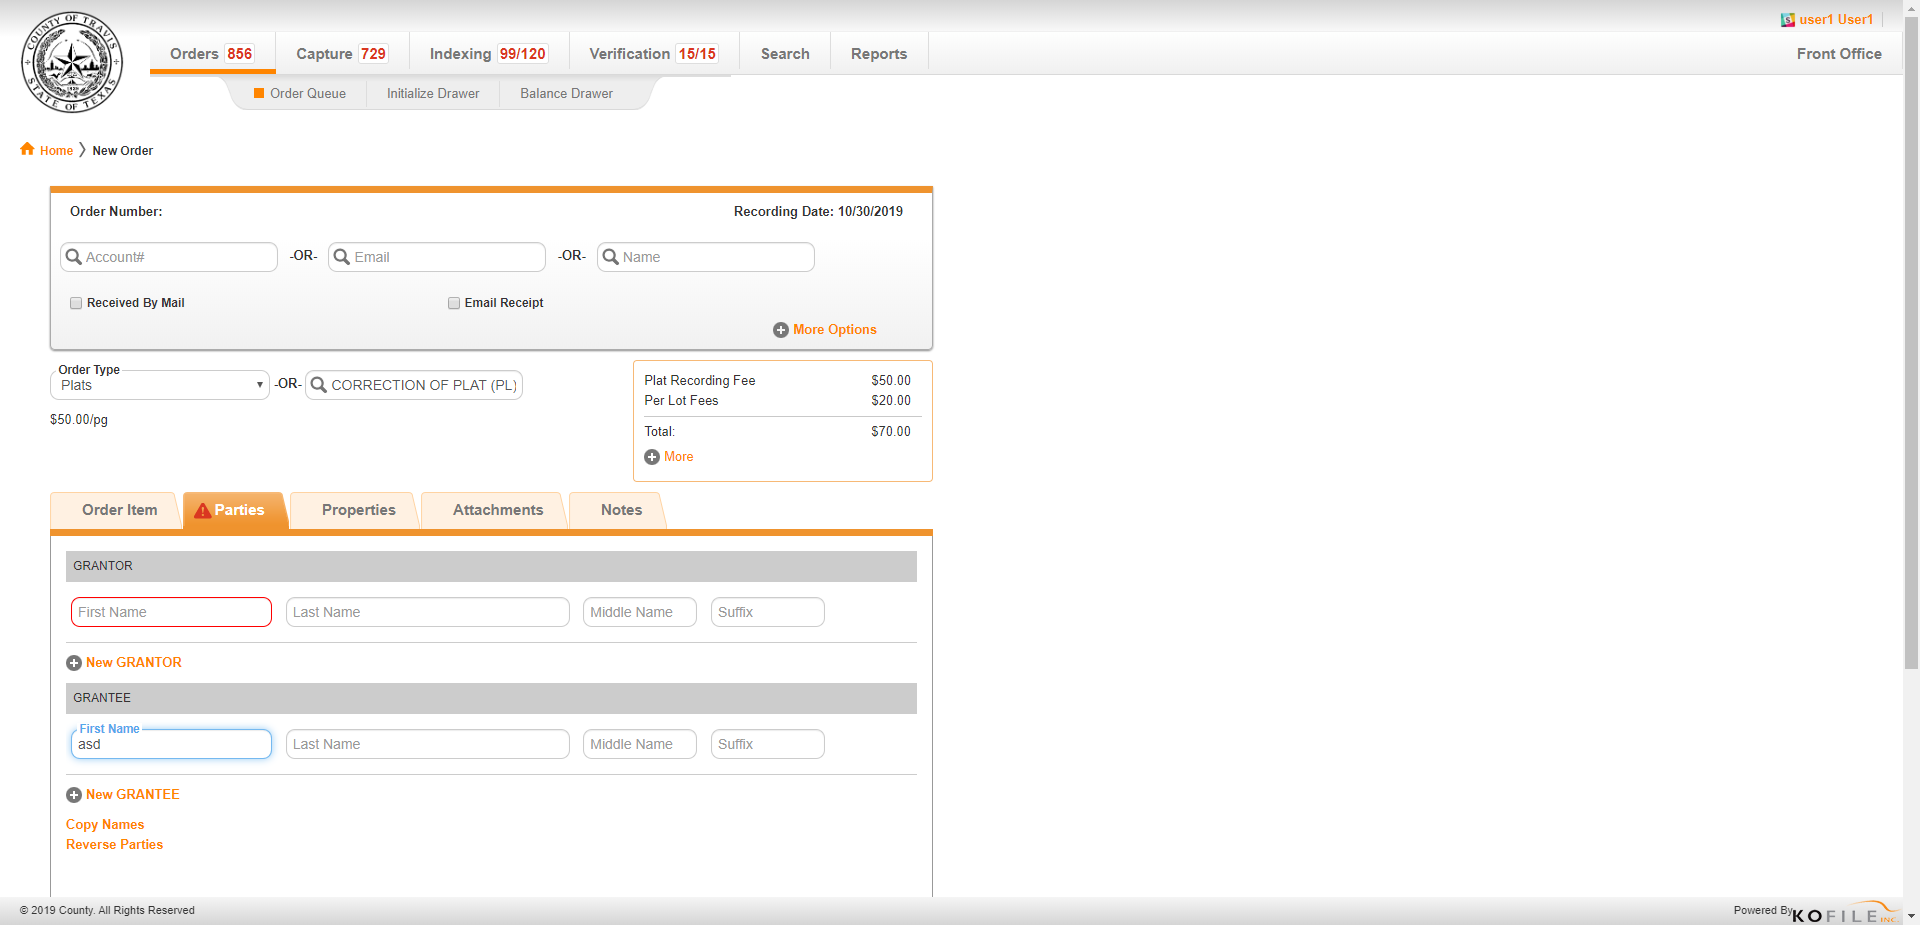 COUNTY OF TRAVIS
STATE OF TEXAS
user1 User1
Orders 856
Capture 729
Indexing 99/120
Verification 15/15
Search
Reports
Front Office
Order Queue
Initialize Drawer
Balance Drawer
Home
New Order
Order Number:
Recording Date: 10/30/2019
Account#
-OR-
Email
-OR-
Name
Received By Mail
Email Receipt
More Options
Order Type
Plats
-OR-
CORRECTION OF PLAT (PL)
$50.00/pg
Plat Recording Fee $50.00
Per Lot Fees $20.00
Total: $70.00
More
Order Item
Parties
Properties
Attachments
Notes
GRANTOR
First Name
Last Name
Middle Name
Suffix
New GRANTOR
GRANTEE
First Name
asd
Last Name
Middle Name
Suffix
New GRANTEE
Copy Names
Reverse Parties
© 2019 County. All Rights Reserved
Powered By
KOFILE INC.